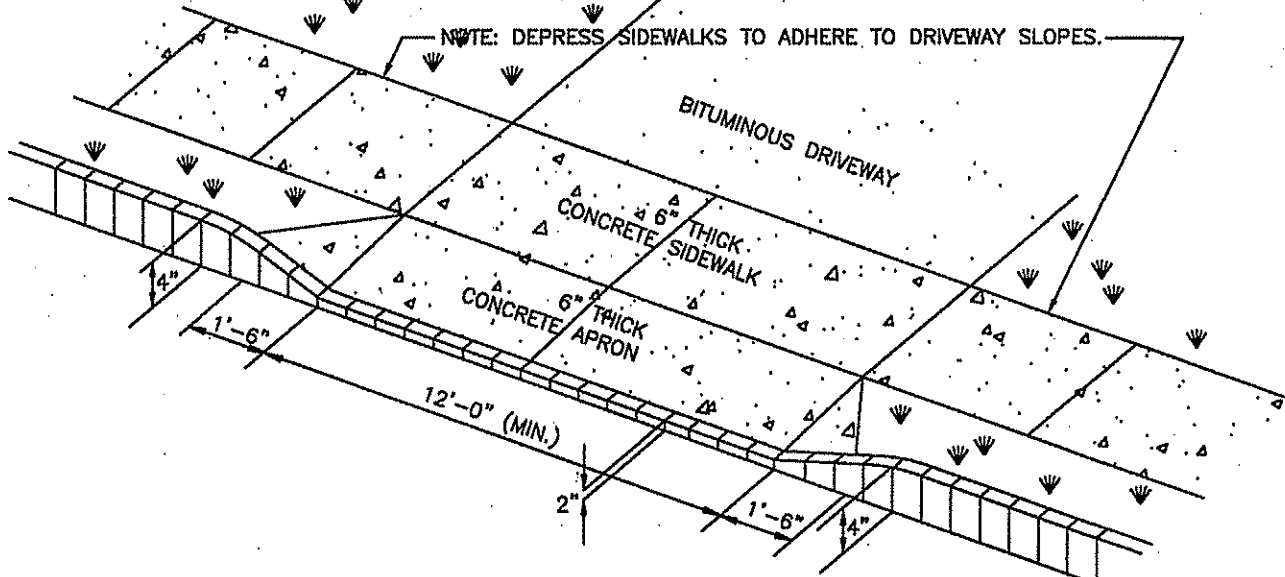 NOTE: DEPRESS SIDEWALKS TO ADHERE TO DRIVEWAY SLOPES.
BITUMINOUS DRIVEWAY
6" THICK
CONCRETE SIDEWALK
6" THICK
CONCRETE APRON
4"
1'-6"
12'-0" (MIN.)
2"
1'-6"
4"